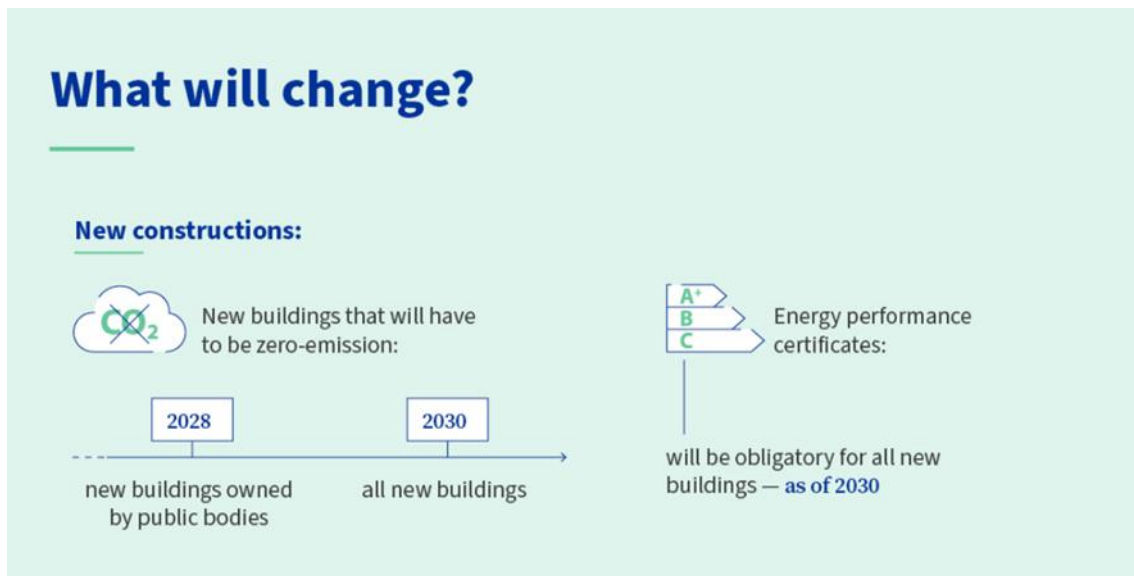 What will change?
New constructions:
CO₂
New buildings that will have
to be zero-emission:
2028
2030
new buildings owned
by public bodies
all new buildings
A⁺
B
C
Energy performance
certificates:
will be obligatory for all new
buildings — as of 2030